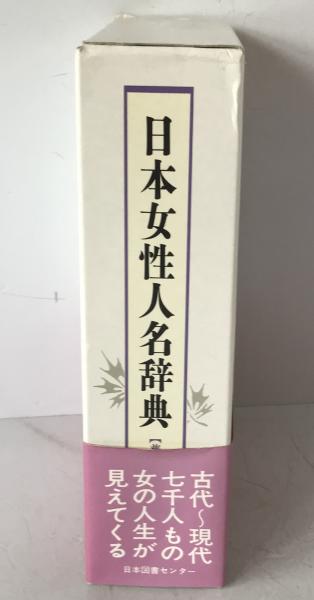 日本女性人名辞典
古代～現代
七千人もの
女の人生が
見えてくる
日本図書センター